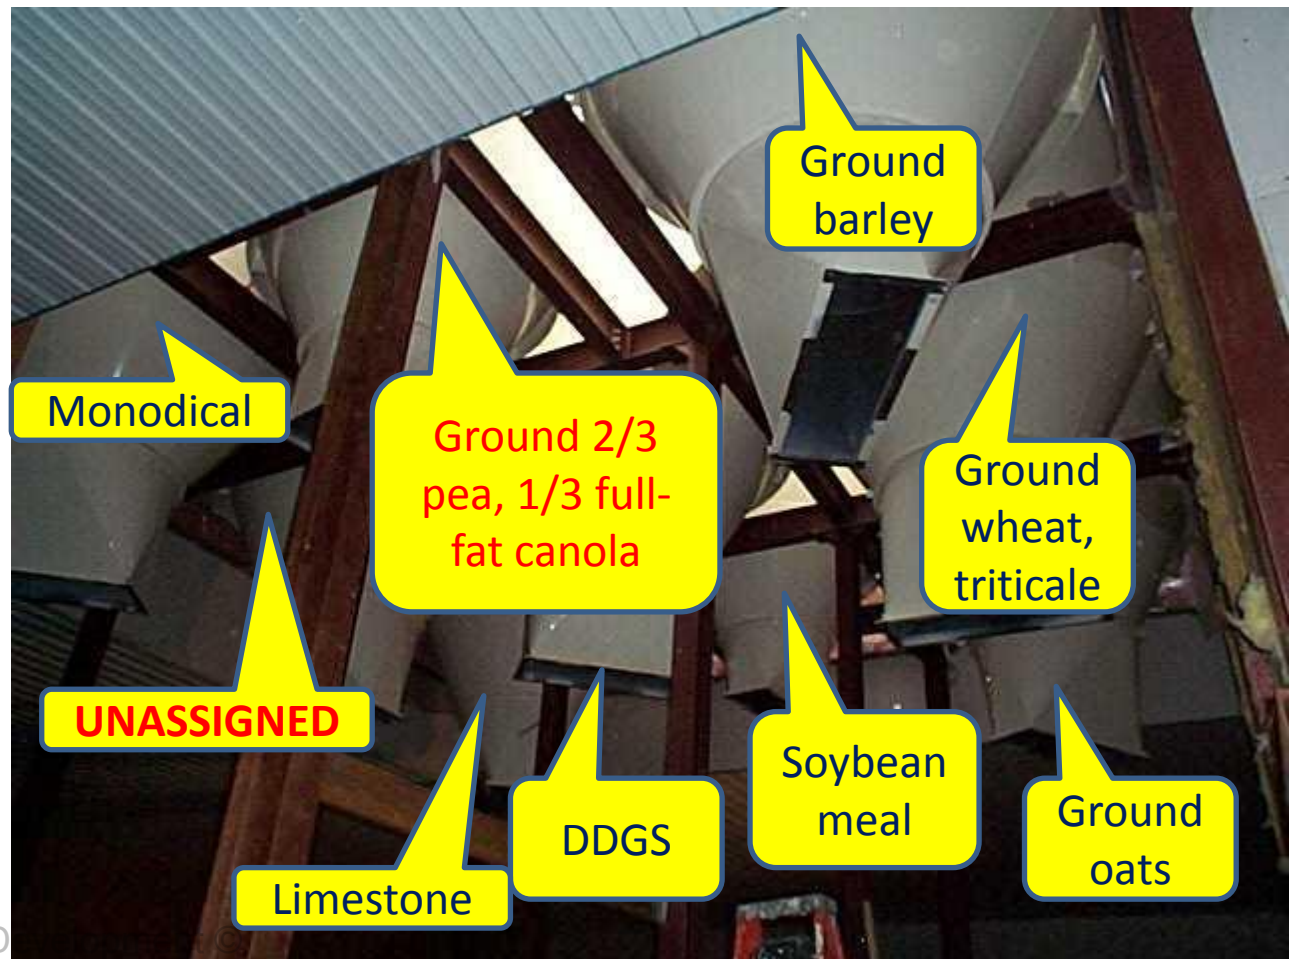 Ground
barley
Monodical
Ground 2/3
pea, 1/3 full-
fat canola
Ground
wheat,
triticale
UNASSIGNED
Soybean
meal
Ground
oats
DDGS
Limestone